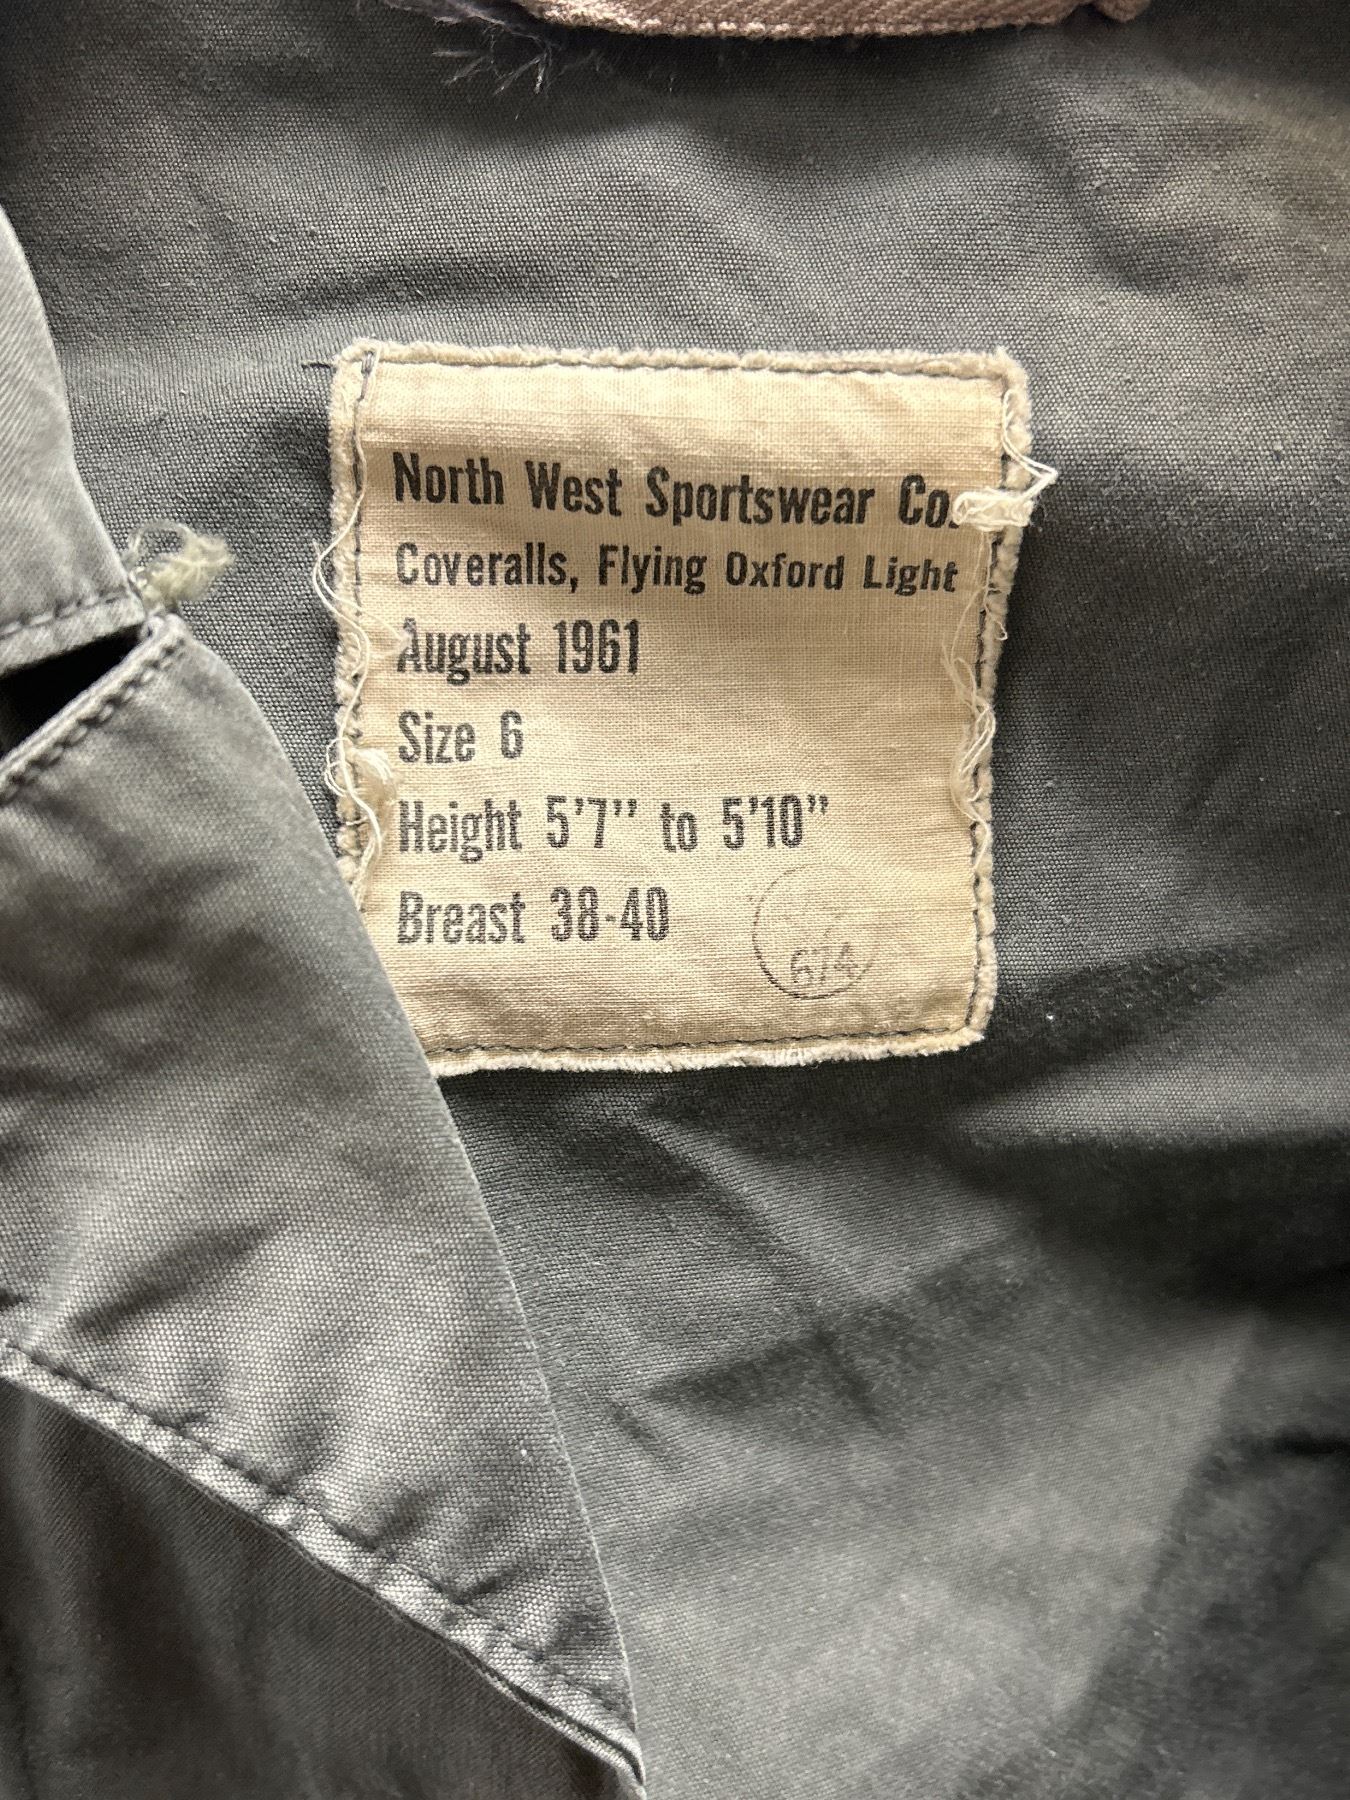 North West Sportswear Co.
Coveralls, Flying Oxford Light
August 1961
Size 6
Height 5'7" to 5'10"
Breast 38-40
674